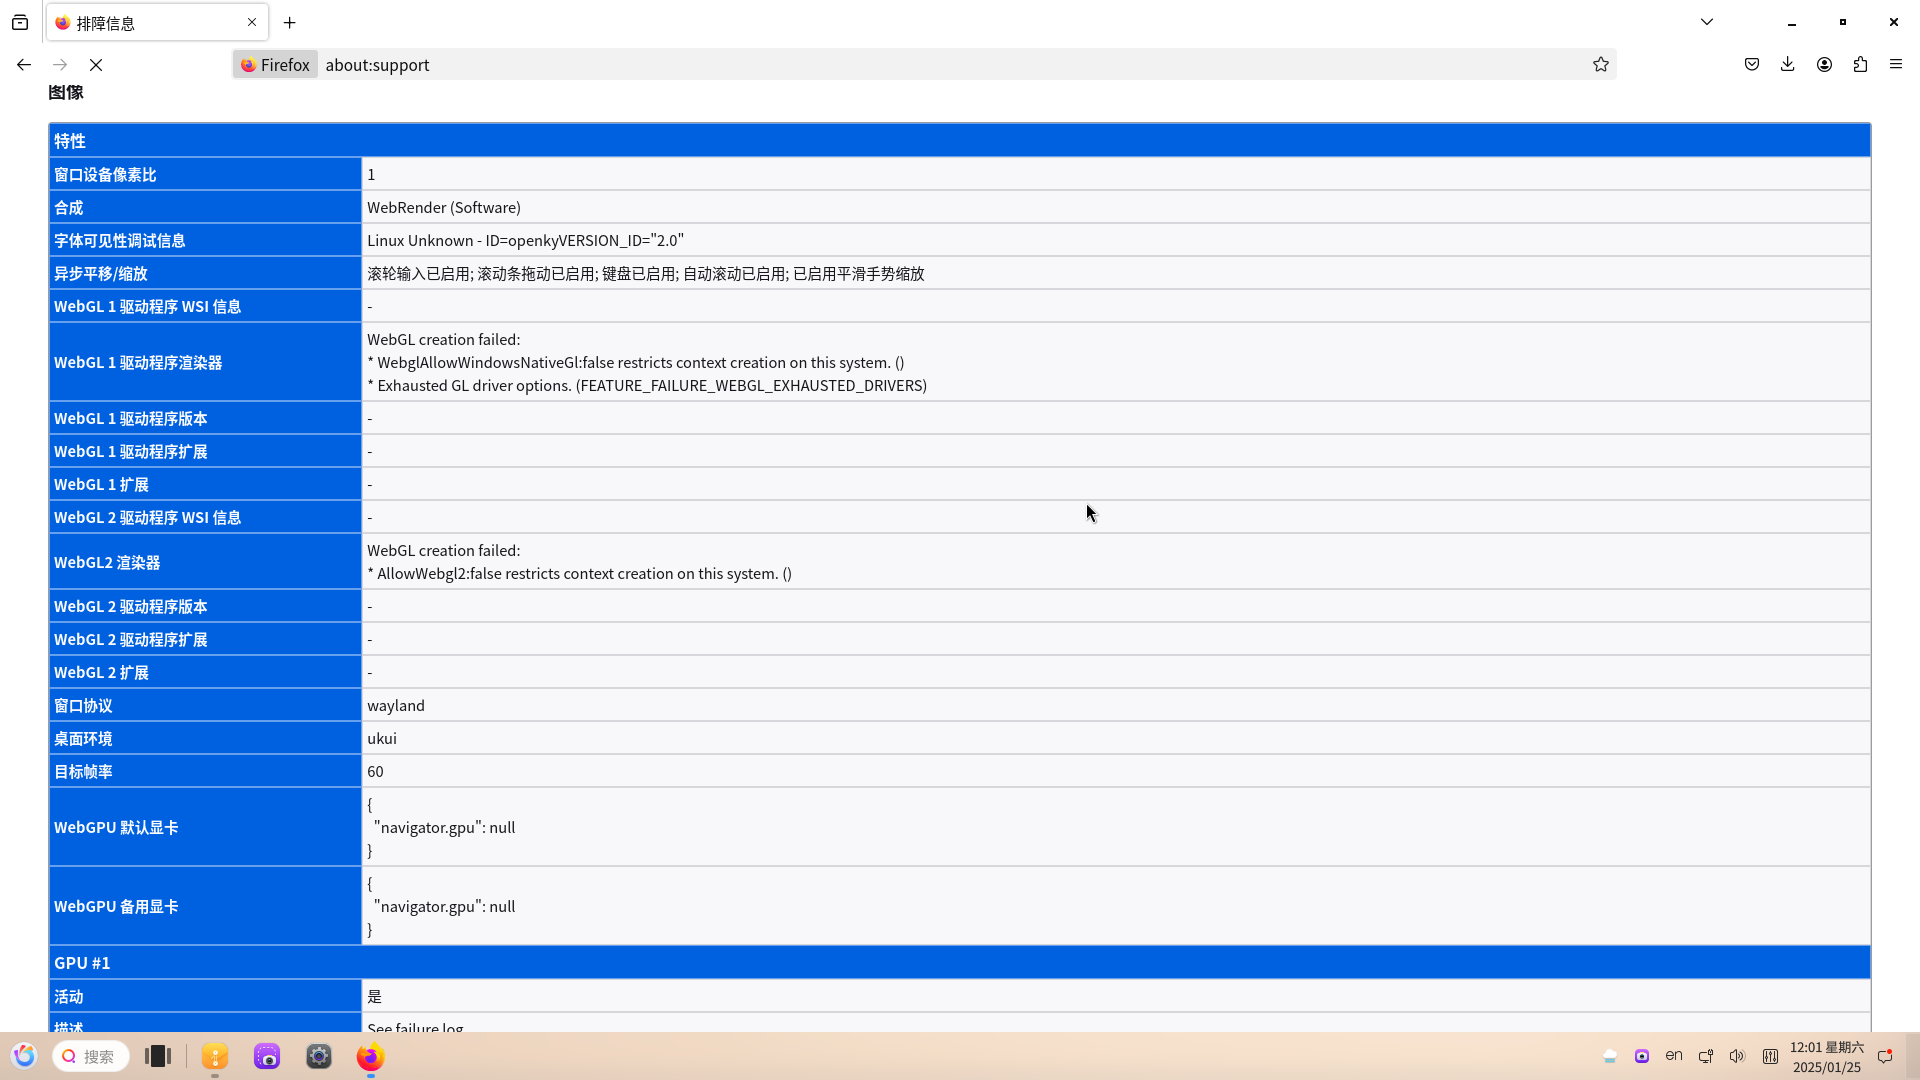 排障信息
Firefox
about:support
图像
特性
窗口设备像素比
1
合成
WebRender (Software)
字体可见性调试信息
Linux Unknown - ID=openkyVERSION_ID="2.0"
异步平移/缩放
滚轮输入已启用; 滚动条拖动已启用; 键盘已启用; 自动滚动已启用; 已启用平滑手势缩放
WebGL 1 驱动程序 WSI 信息
-
WebGL 1 驱动程序渲染器
WebGL creation failed:
* WebglAllowWindowsNativeGl:false restricts context creation on this system. ()
* Exhausted GL driver options. (FEATURE_FAILURE_WEBGL_EXHAUSTED_DRIVERS)
WebGL 1 驱动程序版本
-
WebGL 1 驱动程序扩展
-
WebGL 1 扩展
-
WebGL 2 驱动程序 WSI 信息
-
WebGL2 渲染器
WebGL creation failed:
* AllowWebgl2:false restricts context creation on this system. ()
WebGL 2 驱动程序版本
-
WebGL 2 驱动程序扩展
-
WebGL 2 扩展
-
窗口协议
wayland
桌面环境
ukui
目标帧率
60
WebGPU 默认显卡
{
"navigator.gpu": null
}
WebGPU 备用显卡
{
"navigator.gpu": null
}
GPU #1
活动
是
描述
See failure log
搜索
en
12:01 星期六
2025/01/25